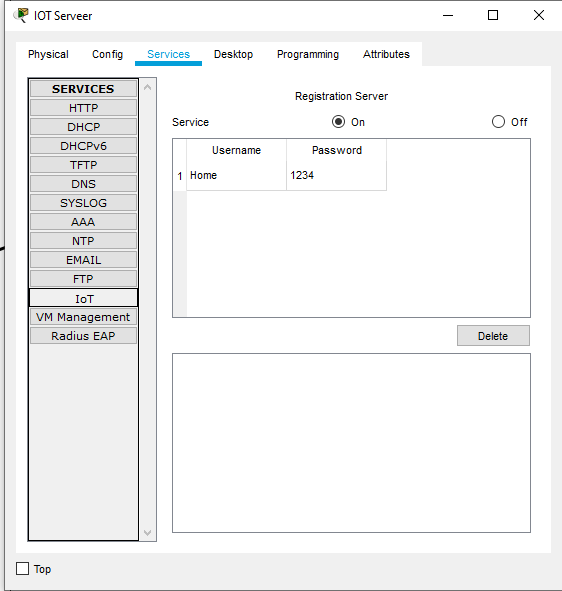 IOT Serveer
Physical Config Services Desktop Programming Attributes
SERVICES
HTTP
DHCP
DHCPv6
TFTP
DNS
SYSLOG
AAA
NTP
EMAIL
FTP
IoT
VM Management
Radius EAP
Registration Server
Service On Off
Username Password
1 Home 1234
Delete
Top